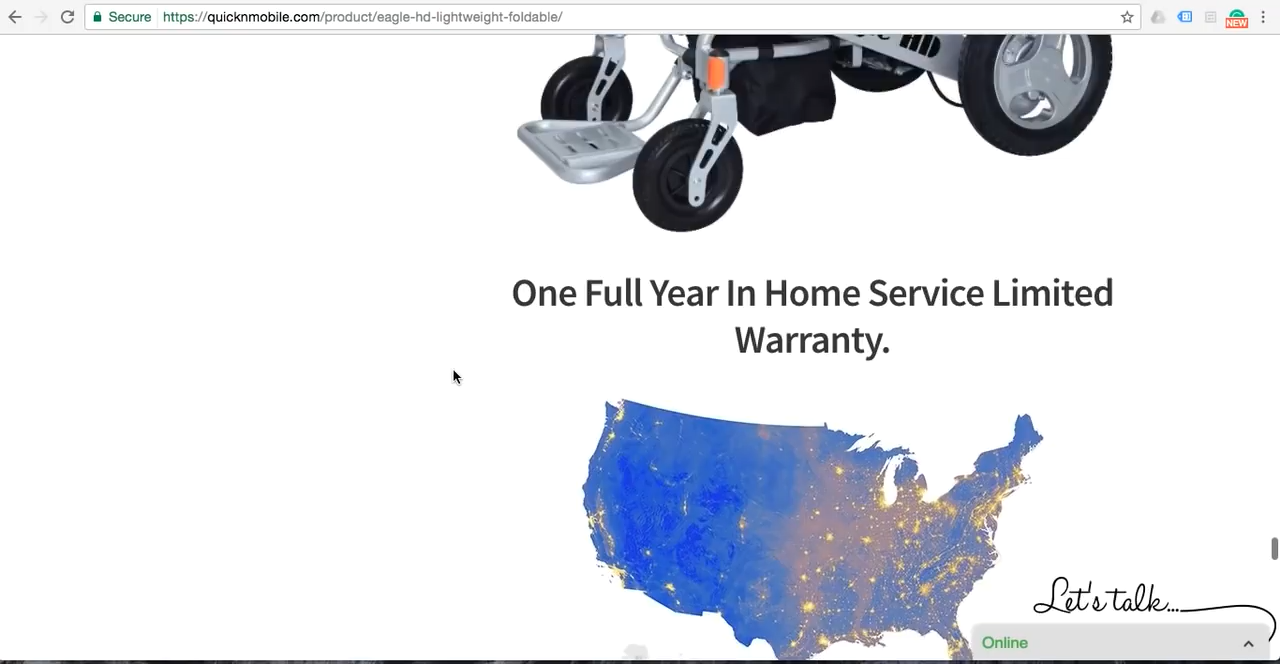 Secure
https://quicknmobile.com/product/eagle-hd-lightweight-foldable/
NEW
One Full Year In Home Service Limited
Warranty.
Let's talk...
Online